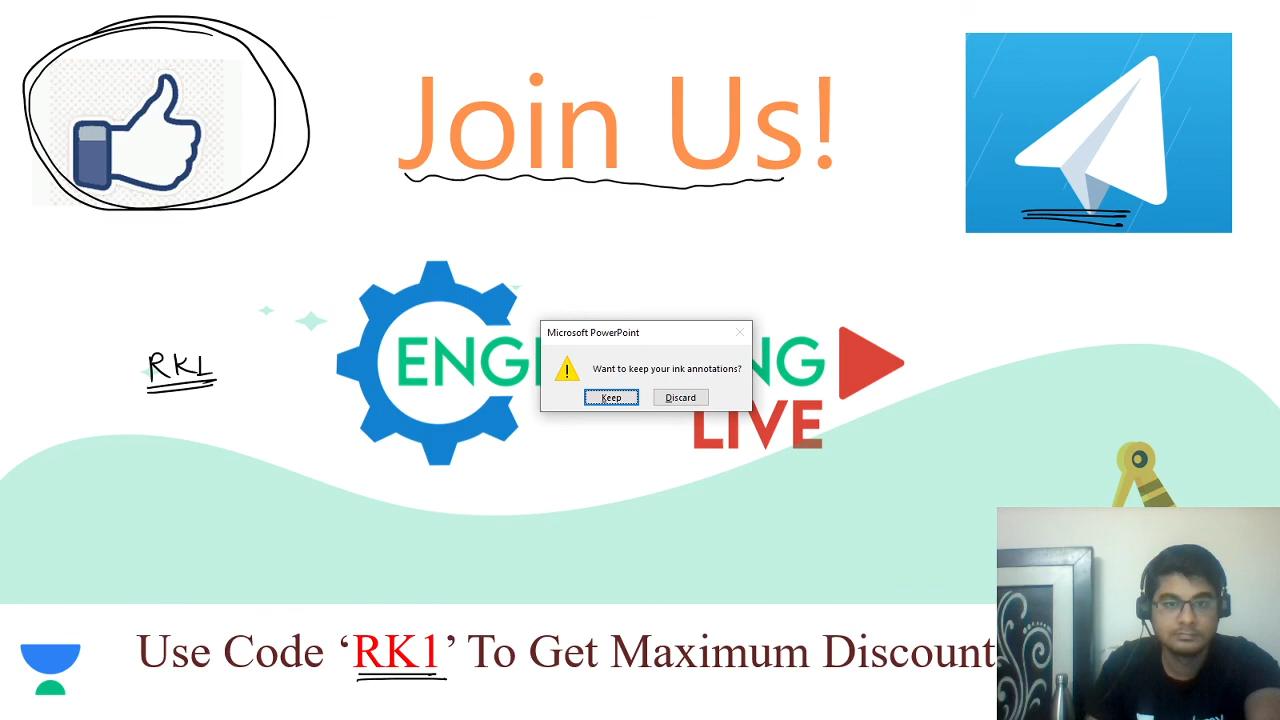 Join Us!
ENGI
NG
LIVE
Microsoft PowerPoint
Want to keep your ink annotations?
Keep
Discard
RK1
Use Code ‘RK1’ To Get Maximum Discount